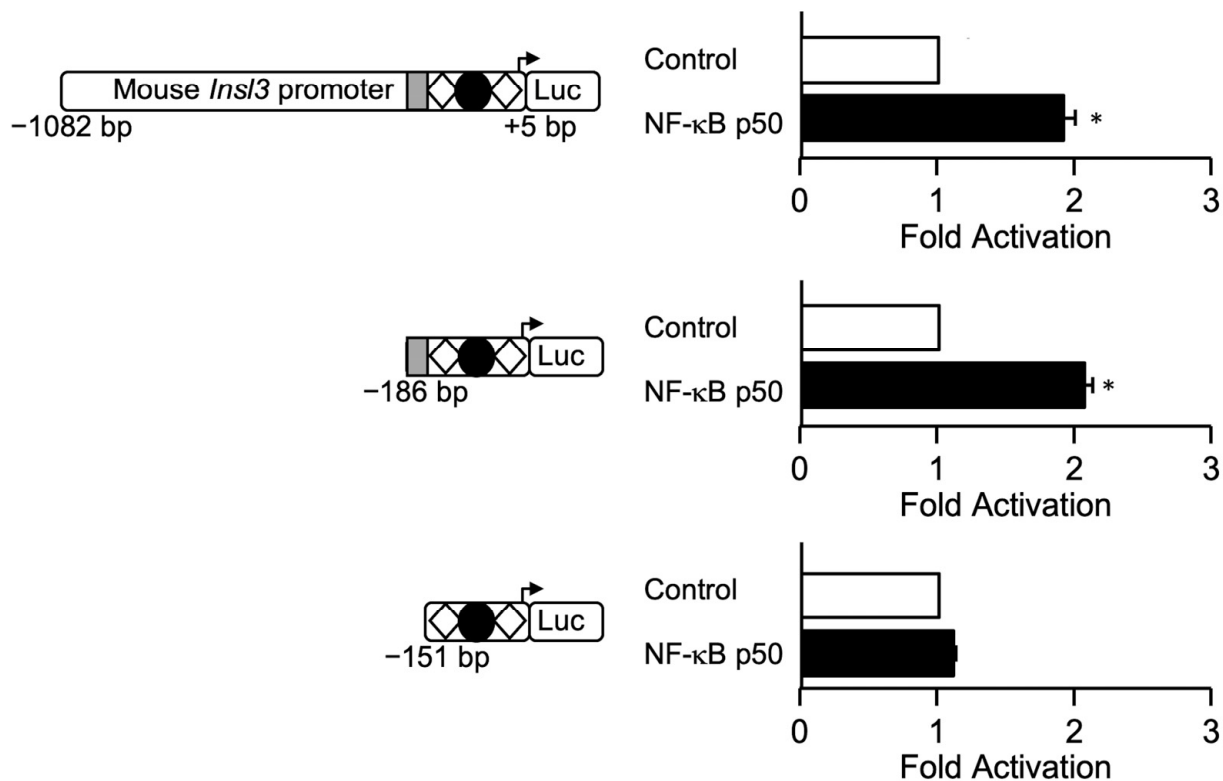 Mouse Insl3 promoter
Luc
−1082 bp
+5 bp
Control
NF-κB p50
*
0 1 2 3
Fold Activation
Luc
−186 bp
Control
NF-κB p50
*
0 1 2 3
Fold Activation
Luc
−151 bp
Control
NF-κB p50
0 1 2 3
Fold Activation